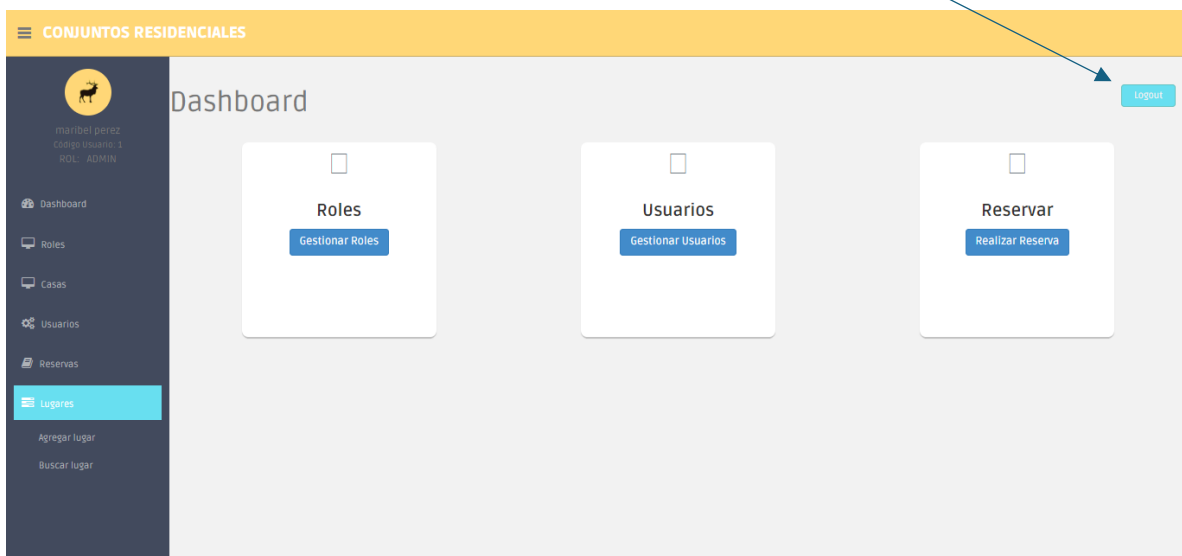 CONJUNTOS RESIDENCIALES
Dashboard
Logout
maribel perez
Código Usuario: 1
ROL: ADMIN
Dashboard
Roles
Casas
Usuarios
Reservas
Lugares
Agregar lugar
Buscar lugar
Roles
Gestionar Roles
Usuarios
Gestionar Usuarios
Reservar
Realizar Reserva